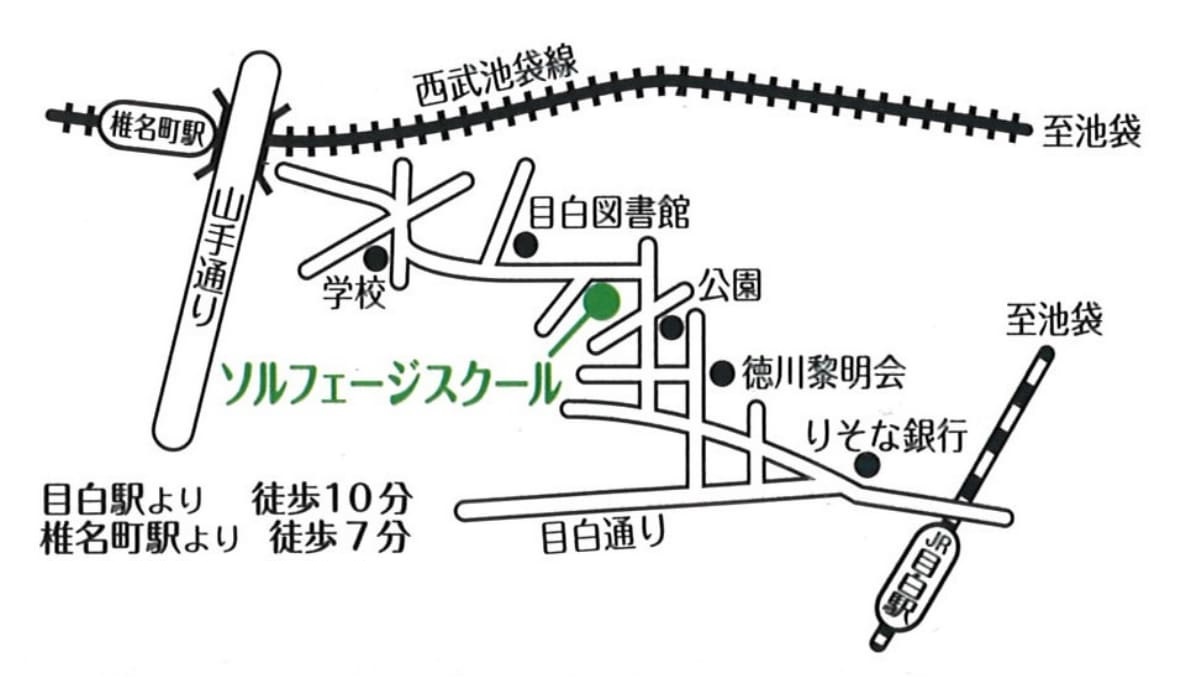 西武池袋線
椎名町駅
至池袋
山手通り
目白図書館
学校
公園
至池袋
ソルフェージスクール
徳川黎明会
りそな銀行
目白駅より 徒歩10分
椎名町駅より 徒歩7分
目白通り
JR目白駅